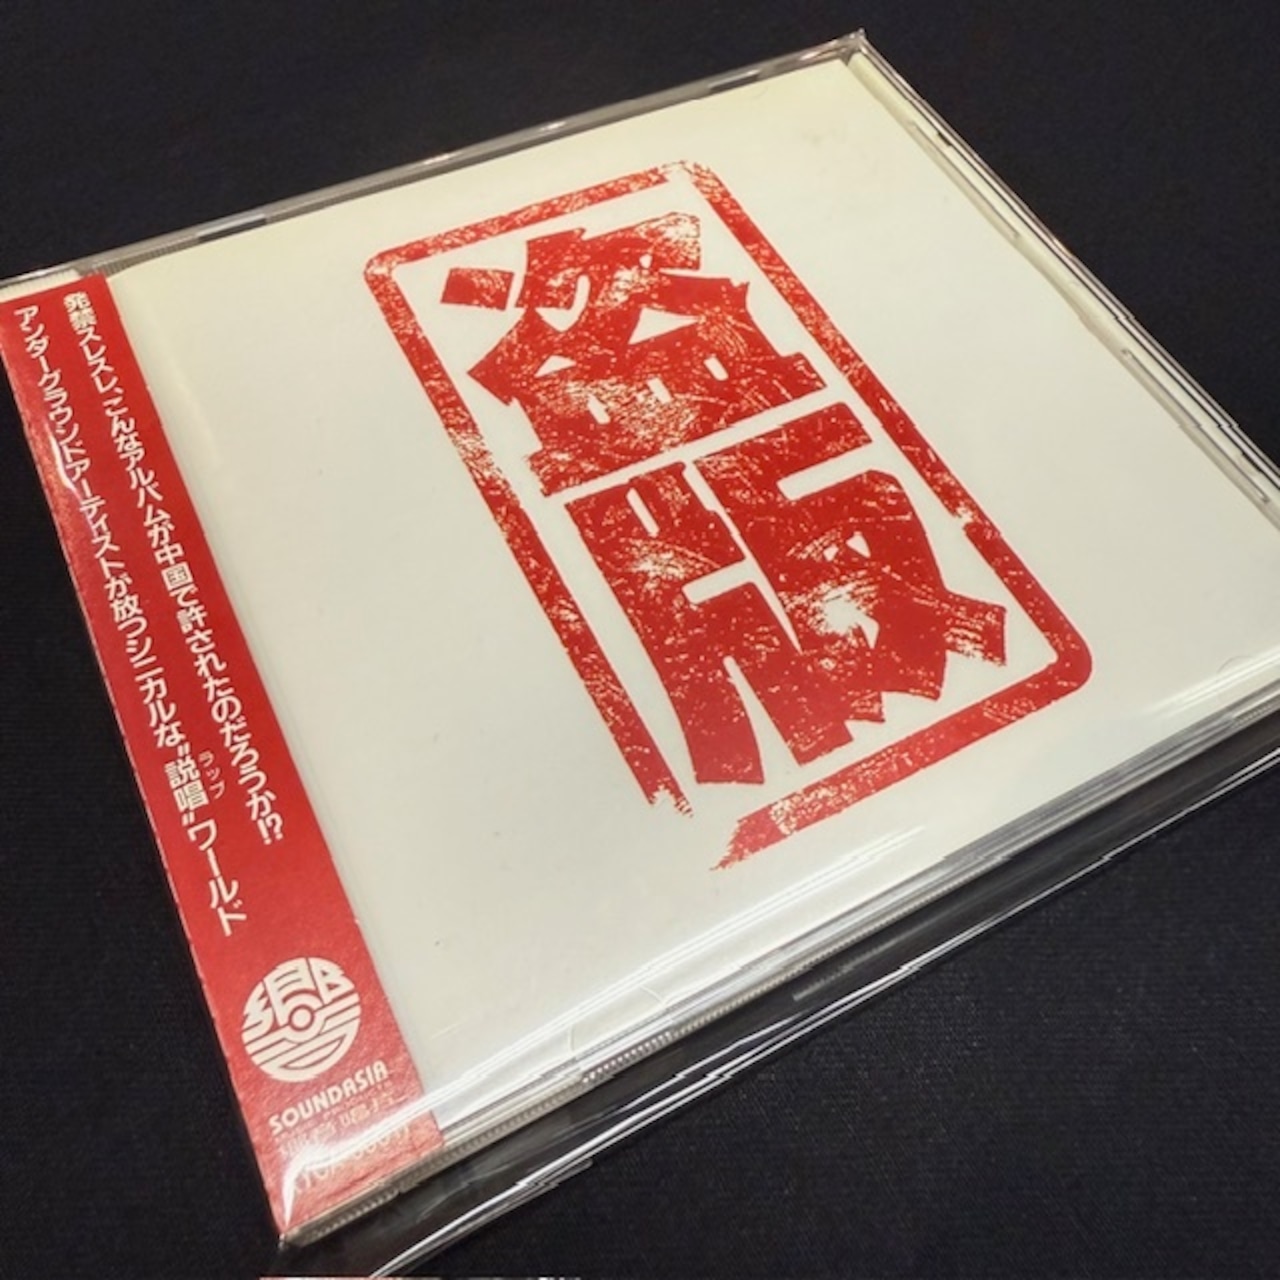 盗
版
発禁スレスレ、こんなアルバムが中国で許されたのだろうか!?
アンダーグラウンドアーティストが放つシニカルな"説唱"ワールド
ラップ
SOUNDASIA